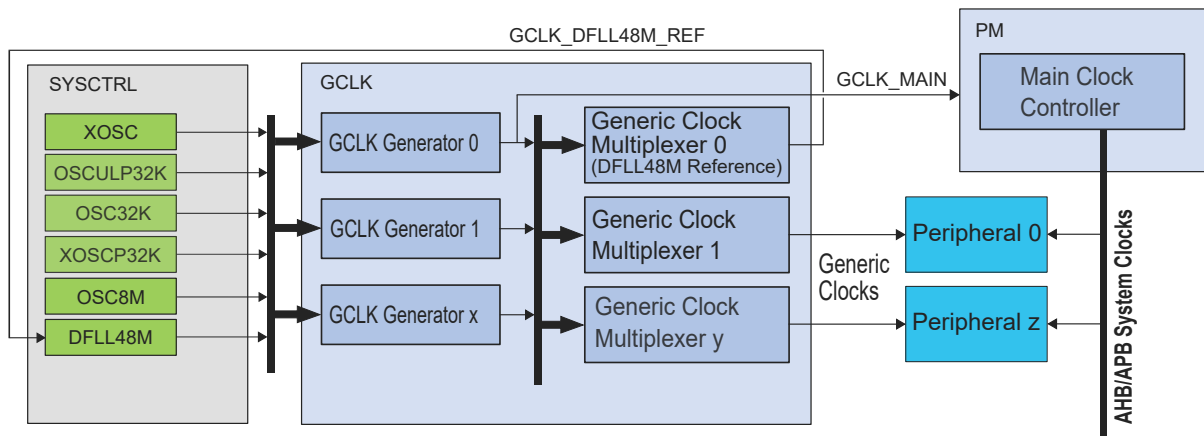 GCLK_DFLL48M_REF
SYSCTRL
XOSC
OSCULP32K
OSC32K
XOSCP32K
OSC8M
DFLL48M
GCLK
GCLK Generator 0
GCLK Generator 1
GCLK Generator x
Generic Clock
Multiplexer 0
(DFLL48M Reference)
Generic Clock
Multiplexer 1
Generic Clock
Multiplexer y
GCLK_MAIN
PM
Main Clock
Controller
Generic
Clocks
Peripheral 0
Peripheral z
AHB/APB System Clocks